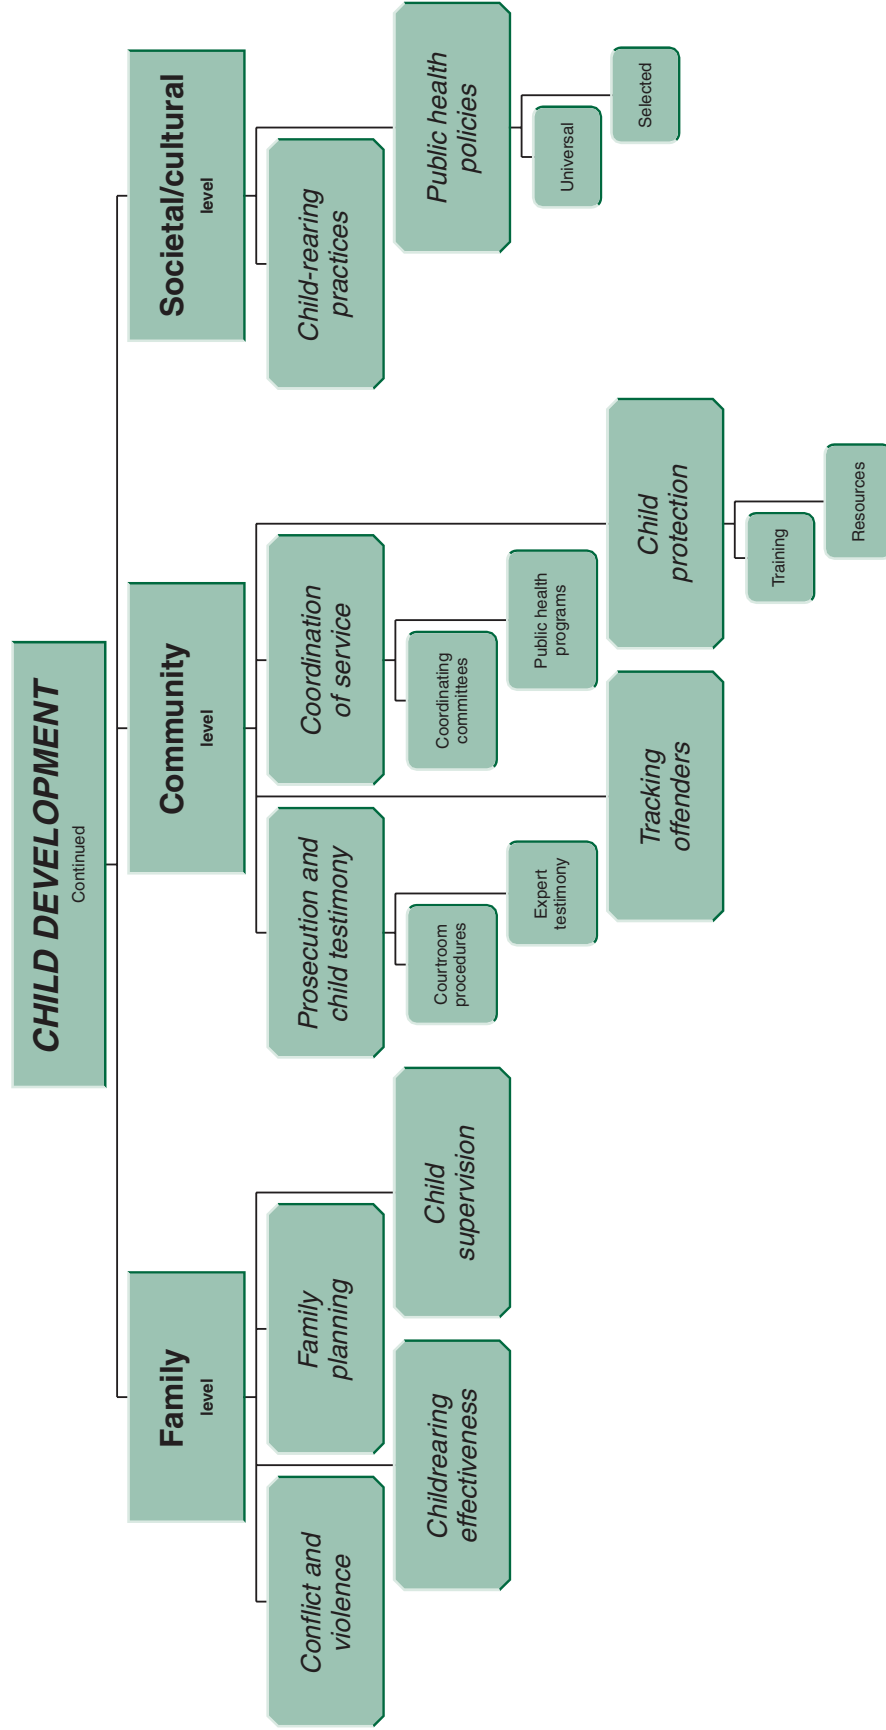 CHILD DEVELOPMENT
Continued
Family
level
Conflict and
violence
Childrearing
effectiveness
Family
planning
Child
supervision
Community
level
Prosecution and
child testimony
Courtroom
procedures
Expert
testimony
Tracking
offenders
Coordination
of service
Coordinating
committees
Public health
programs
Child
protection
Training
Resources
Societal/cultural
level
Child-rearing
practices
Public health
policies
Universal
Selected